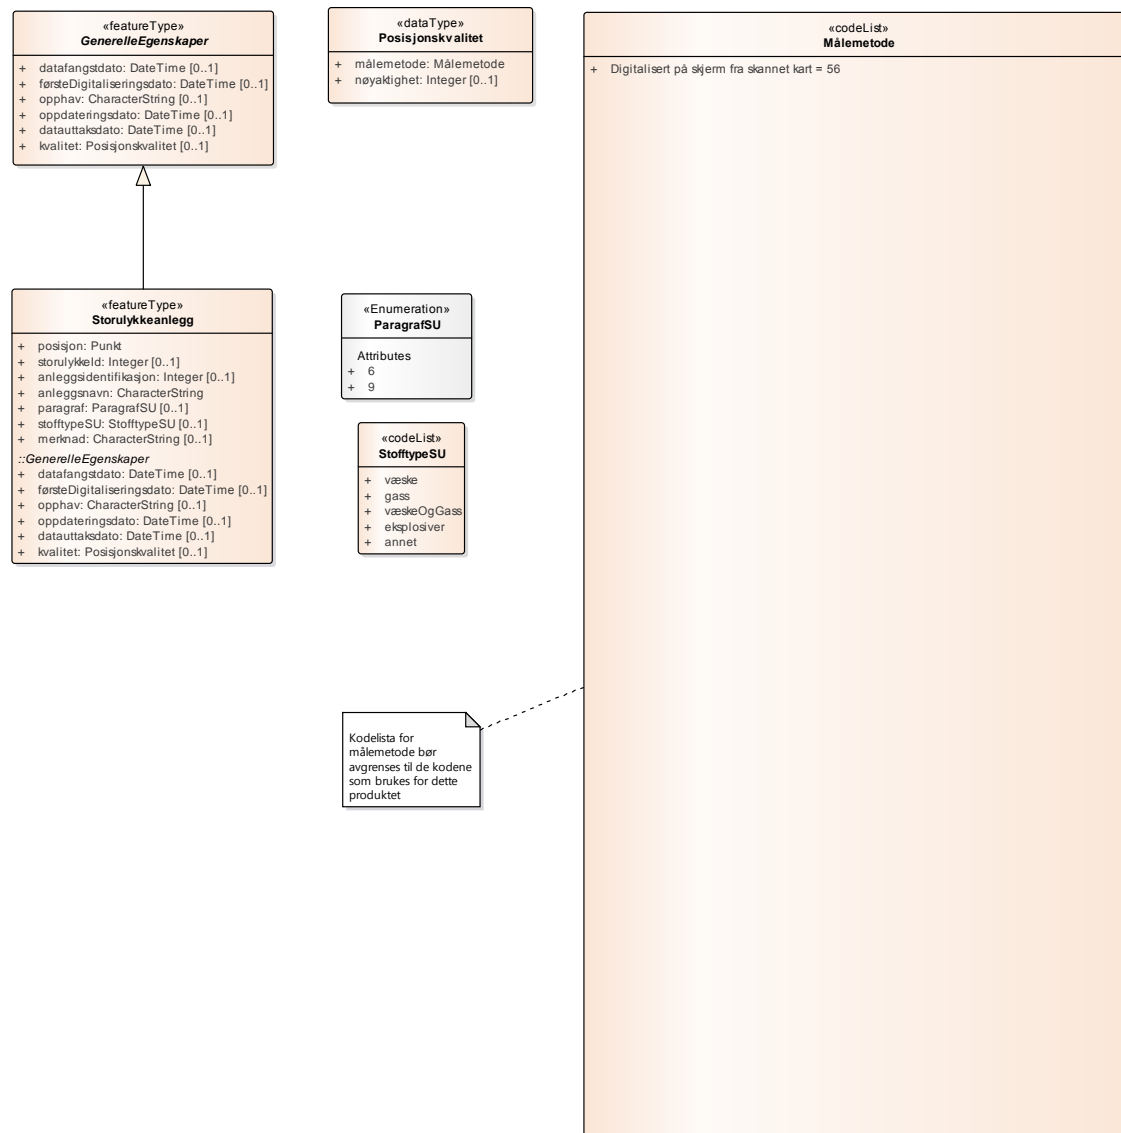 «featureType»
GenerelleEgenskaper
+ datafangstdato: DateTime [0..1]
+ førsteDigitaliseringsdato: DateTime [0..1]
+ opphav: CharacterString [0..1]
+ oppdateringsdato: DateTime [0..1]
+ datauttaksdato: DateTime [0..1]
+ kvalitet: Posisjonskvalitet [0..1]
«dataType»
Posisjonskvalitet
+ målemetode: Målemetode
+ nøyaktighet: Integer [0..1]
«codeList»
Målemetode
+ Digitalisert på skjerm fra skannet kart = 56
«featureType»
Storulykkeanlegg
+ posisjon: Punkt
+ storulykkeId: Integer [0..1]
+ anleggsidentifikasjon: Integer [0..1]
+ anleggsnavn: CharacterString
+ paragraf: ParagrafSU [0..1]
+ stofftypeSU: StofftypeSU [0..1]
+ merknad: CharacterString [0..1]
::GenerelleEgenskaper
+ datafangstdato: DateTime [0..1]
+ førsteDigitaliseringsdato: DateTime [0..1]
+ opphav: CharacterString [0..1]
+ oppdateringsdato: DateTime [0..1]
+ datauttaksdato: DateTime [0..1]
+ kvalitet: Posisjonskvalitet [0..1]
«Enumeration»
ParagrafSU
Attributes
+ 6
+ 9
«codeList»
StofftypeSU
+ væske
+ gass
+ væskeOgGass
+ eksplosiver
+ annet
Kodelista for
målemetode bør
avgrenses til de kodene
som brukes for dette
produktet